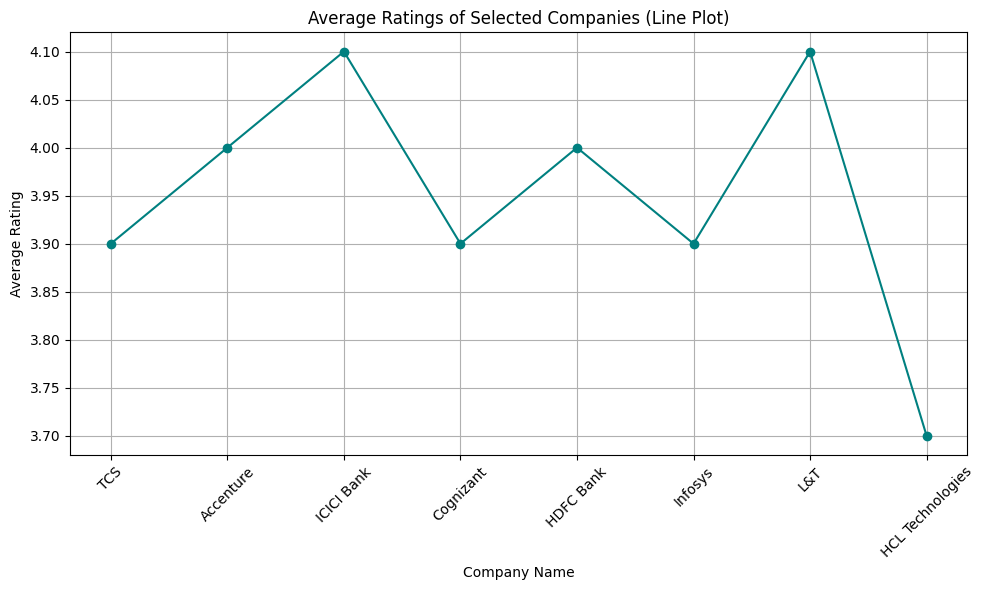 Average Ratings of Selected Companies (Line Plot)
4.10
4.05
4.00
3.95
3.90
3.85
3.80
3.75
3.70
Average Rating
TCS
Accenture
ICICI Bank
Cognizant
HDFC Bank
Infosys
L&T
HCL Technologies
Company Name